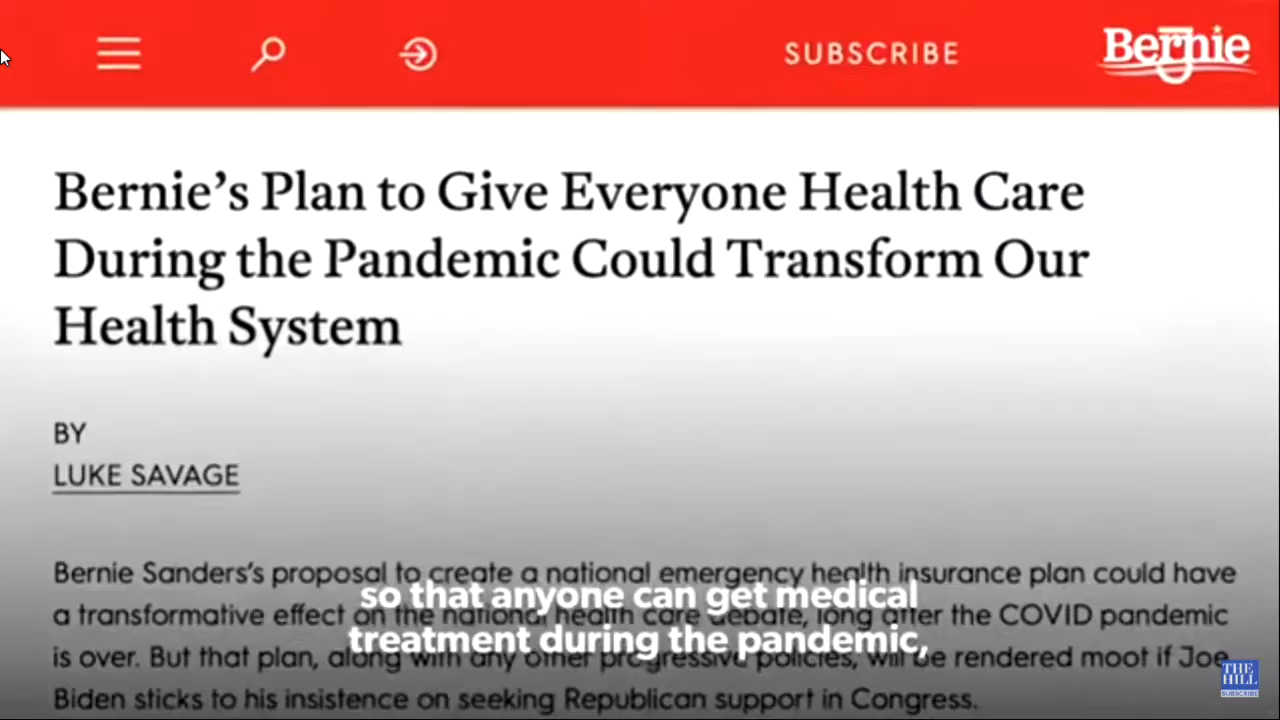 SUBSCRIBE
Bernie
Bernie’s Plan to Give Everyone Health Care
During the Pandemic Could Transform Our
Health System
BY
LUKE SAVAGE
Bernie Sanders's proposal to create a national emergency health insurance plan could have
a transformative effect on the national health care debate, long after the COVID pandemic
is over. But that plan, along with any other progressive policies, will be rendered moot if Joe
Biden sticks to his insistence on seeking Republican support in Congress.
so that anyone can get medical
treatment during the pandemic,
THE
HILL
SUBSCRIBE